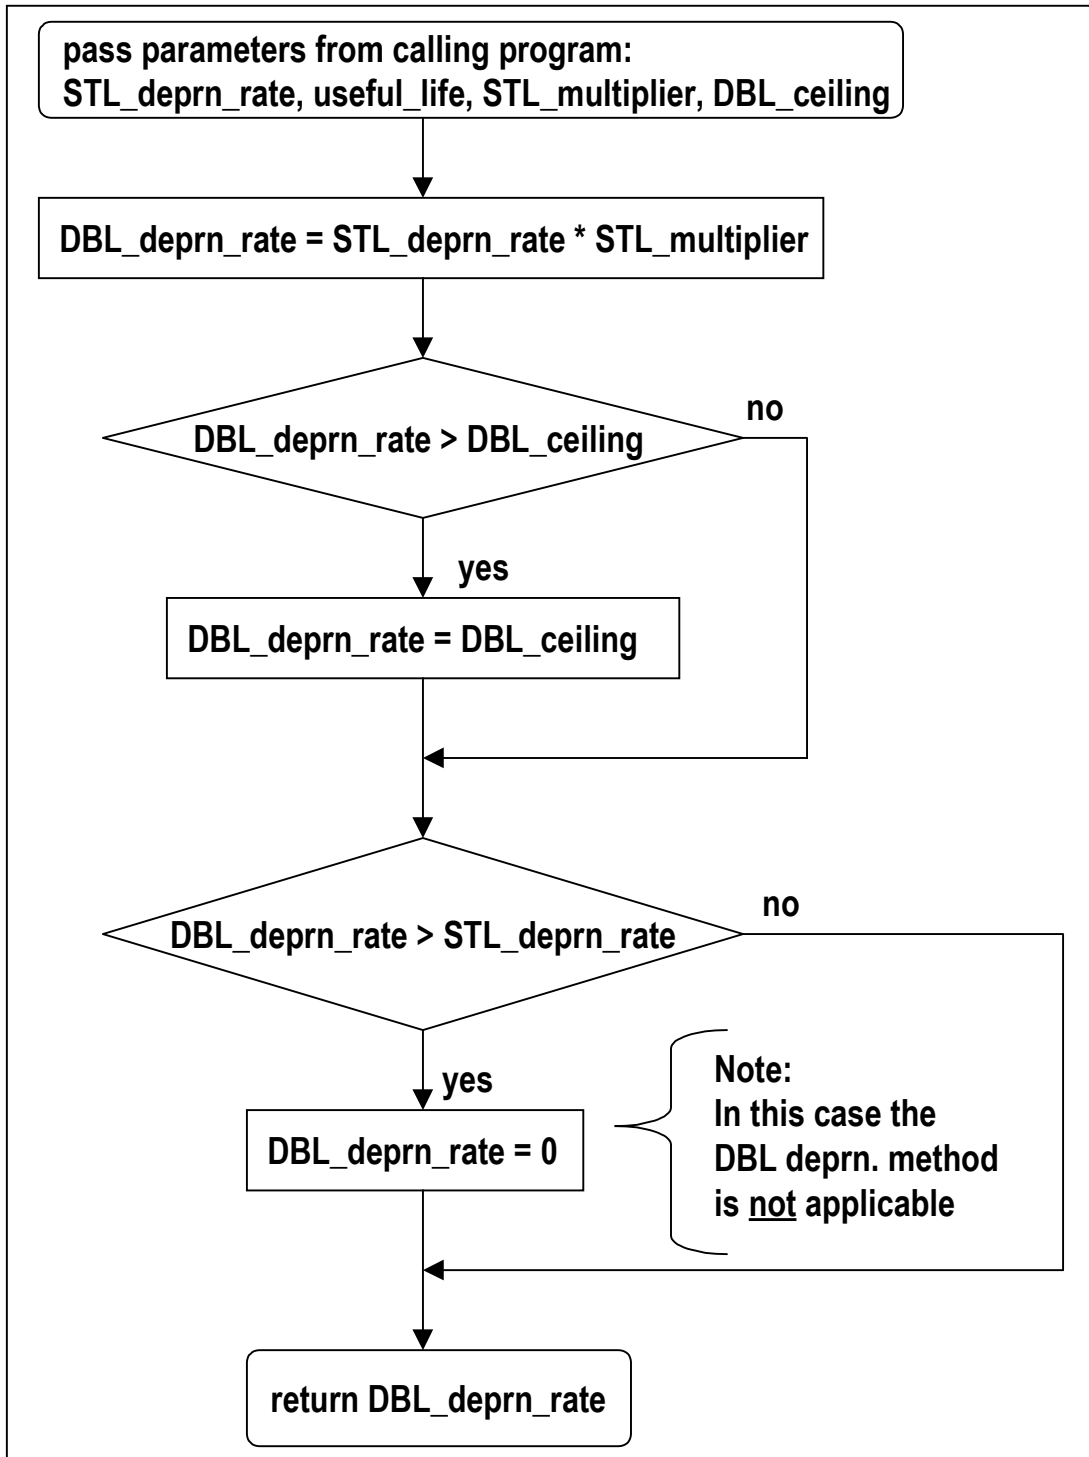 pass parameters from calling program:
STL_deprn_rate, useful_life, STL_multiplier, DBL_ceiling
DBL_deprn_rate = STL_deprn_rate * STL_multiplier
DBL_deprn_rate > DBL_ceiling
no
yes
DBL_deprn_rate = DBL_ceiling
DBL_deprn_rate > STL_deprn_rate
no
yes
DBL_deprn_rate = 0
Note:
In this case the
DBL deprn. method
is not applicable
return DBL_deprn_rate